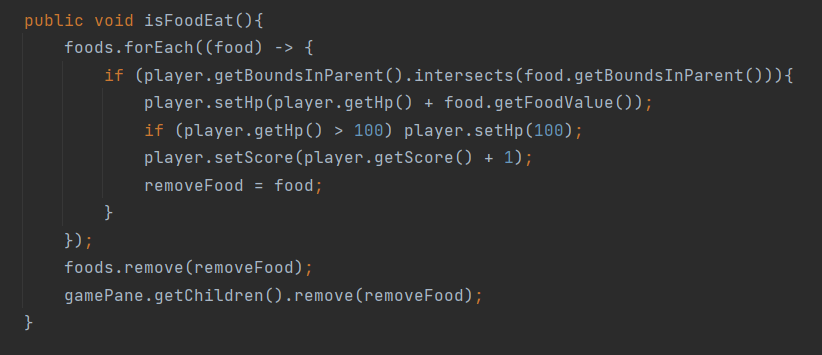 public void isFoodEat(){
    foods.forEach((food) -> {
        if (player.getBoundsInParent().intersects(food.getBoundsInParent())){
            player.setHp(player.getHp() + food.getFoodValue());
            if (player.getHp() > 100) player.setHp(100);
            player.setScore(player.getScore() + 1);
            removeFood = food;
        }
    });
    foods.remove(removeFood);
    gamePane.getChildren().remove(removeFood);
}